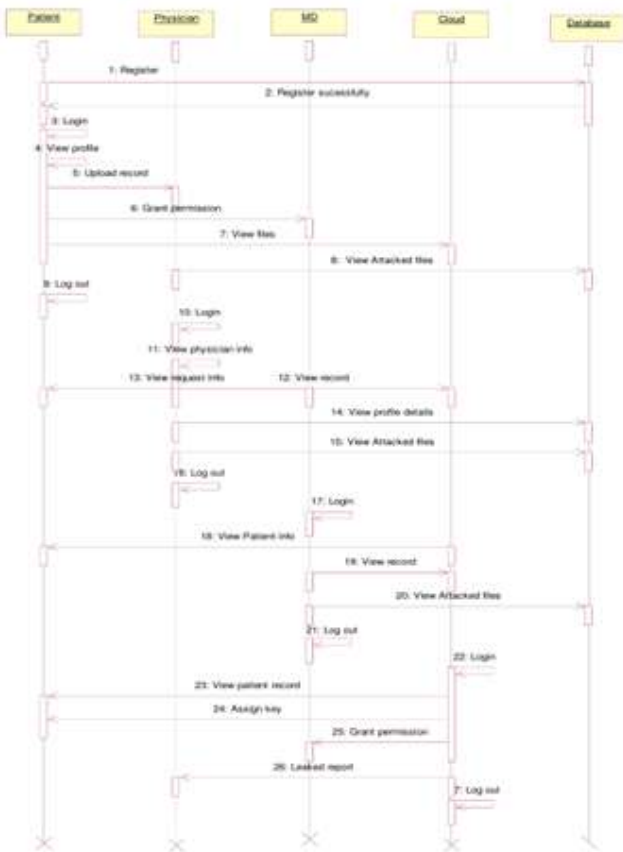 Patient
Physician
MD
Cloud
Database
1: Register
2: Register sucessfully
3: Login
4: View profile
5: Upload record
6: Grant permission
7: View files
8: View Attacked files
9: Log out
10: Login
11: View physician info
13: View request info
12: View record
14: View profile details
15: View Attacked files
16: Log out
17: Login
18: View Patient info
19: View record
20: View Attacked files
21: Log out
22: Login
23: View patient record
24: Assign key
25: Grant permission
26: Leaked report
7: Log out